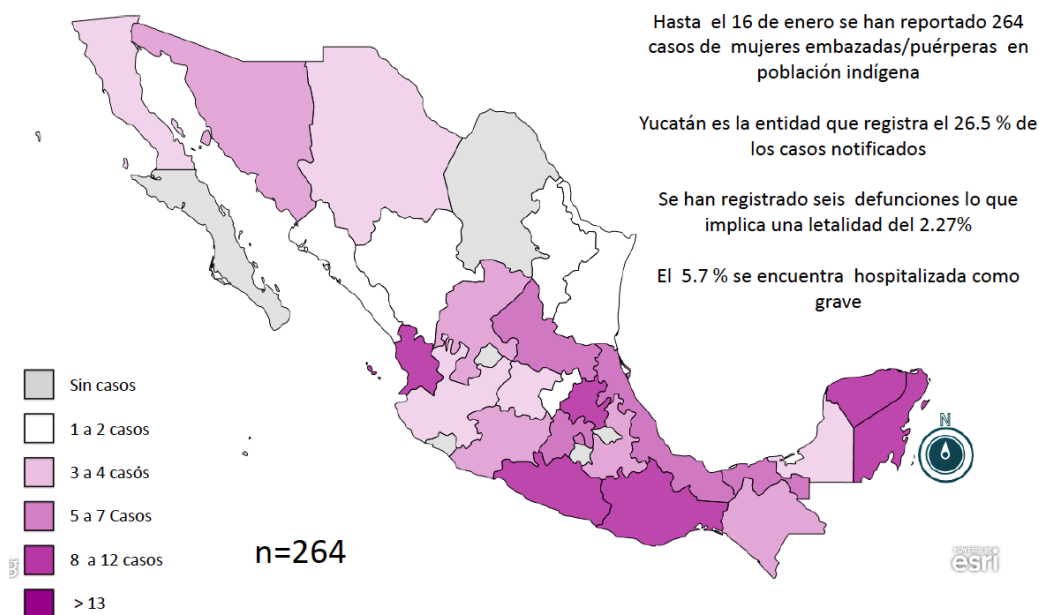 Hasta el 16 de enero se han reportado 264
casos de mujeres embazadas/puérperas en
población indígena
Yucatán es la entidad que registra el 26.5 % de
los casos notificados
Se han registrado seis defunciones lo que
implica una letalidad del 2.27%
El 5.7 % se encuentra hospitalizada como
grave
Sin casos
1 a 2 casos
3 a 4 casós
5 a 7 Casos
8 a 12 casos
> 13
n=264
N
POWERED BY
esri